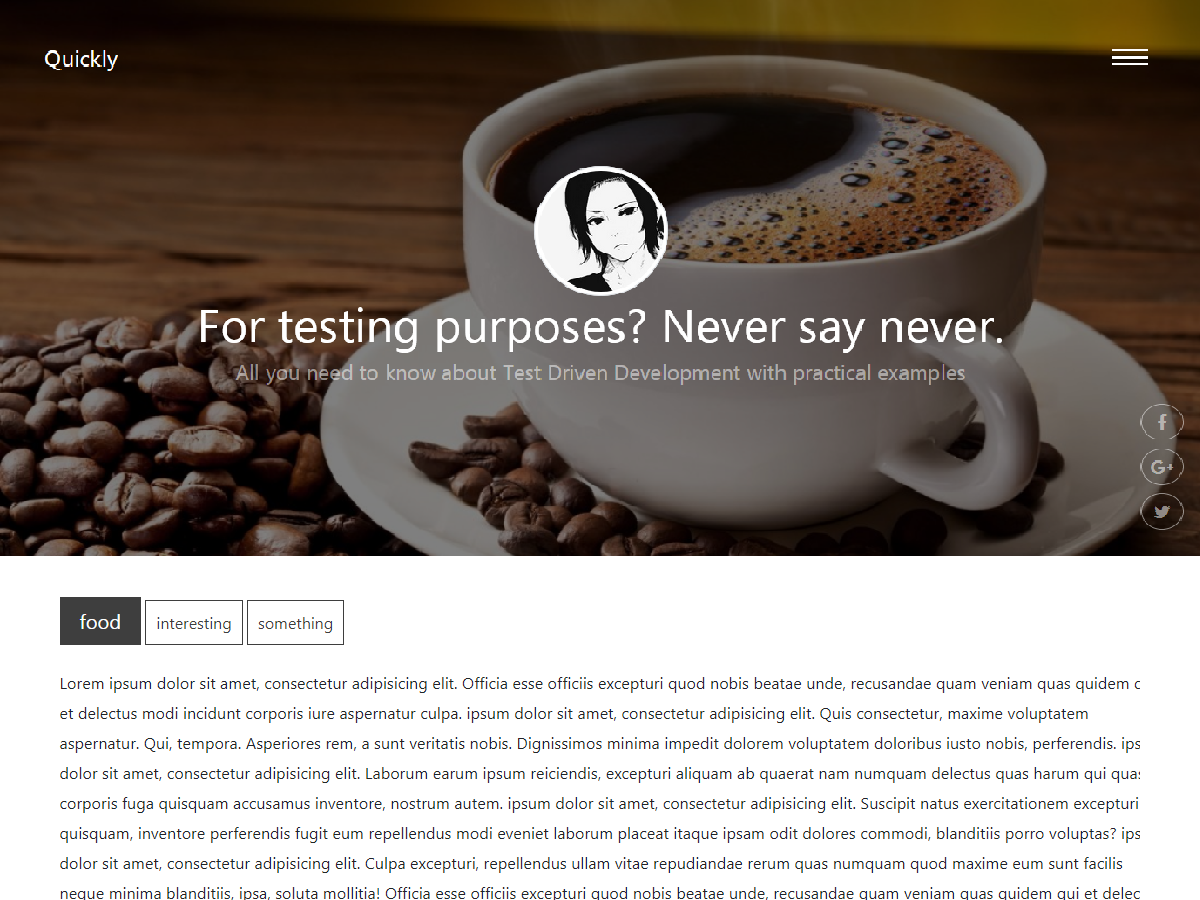 Quickly
For testing purposes? Never say never.
All you need to know about Test Driven Development with practical examples
food
interesting
something
Lorem ipsum dolor sit amet, consectetur adipisicing elit. Officia esse officiis excepturi quod nobis beatae unde, recusandae quam veniam quas quidem
et delectus modi incidunt corporis iure aspernatur culpa. ipsum dolor sit amet, consectetur adipisicing elit. Quis consectetur, maxime voluptatem
aspernatur. Qui, tempora. Asperiores rem, a sunt veritatis nobis. Dignissimos minima impedit dolorem voluptatem doloribus iusto nobis, perferendis. ips
dolor sit amet, consectetur adipisicing elit. Laborum earum ipsum reiciendis, excepturi aliquam ab quaerat nam numquam delectus quas harum qui quas
corporis fuga quisquam accusamus inventore, nostrum autem. ipsum dolor sit amet, consectetur adipisicing elit. Suscipit natus exercitationem excepturi
quisquam, inventore perferendis fugit eum repellendus modi eveniet laborum placeat itaque ipsam odit dolores commodi, blanditiis porro voluptas? ips
dolor sit amet, consectetur adipisicing elit. Culpa excepturi, repellendus ullam vitae repudiandae rerum quas numquam quod maxime eum sunt facilis
neque minima blanditiis, ipsa, soluta mollitia! Officia esse officiis excepturi quod nobis beatae unde, recusandae quam veniam quas quidem qui et delec